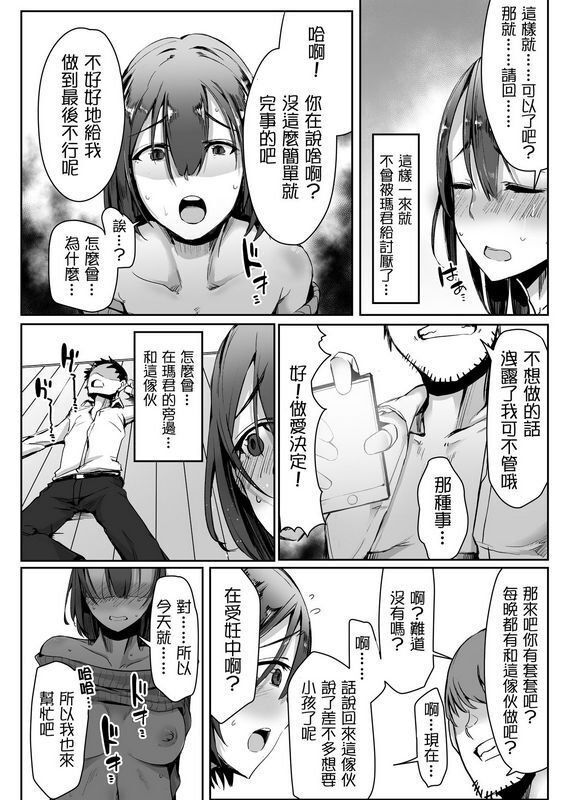 這樣就……可以了吧?
那就……請回……
這樣一來就
不曾被瑪君給討厭了…
哈啊!
你在說啥啊?
沒這麼簡單就
完事的吧
不好好地給我
做到最後不行呢
誒…?
怎麼曾…
為什麼…
不想做的話
洩露了我可不管哦
那種事…
好!做愛決定!
怎麼曾…
在瑪君的旁邊…
和這傢伙
那來吧你有套套吧?
每晚都有和這傢伙做吧?
啊…現在…
啊?難道
沒有嗎?
啊…
話說回來這傢伙
說了差不多想要
小孩了呢
在受妊中啊?
對……所以
今天就……
哈哈…
所以我也來
幫忙吧